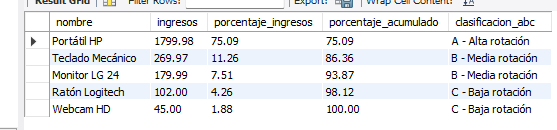 Result Grid Filter Rows: Export: Wrap Cell Content:
nombre ingresos porcentaje_ingresos porcentaje_acumulado clasificacion_abc
Portátil HP 1799.98 75.09 75.09 A - Alta rotación
Teclado Mecánico 269.97 11.26 86.36 B - Media rotación
Monitor LG 24 179.99 7.51 93.87 B - Media rotación
Ratón Logitech 102.00 4.26 98.12 C - Baja rotación
Webcam HD 45.00 1.88 100.00 C - Baja rotación